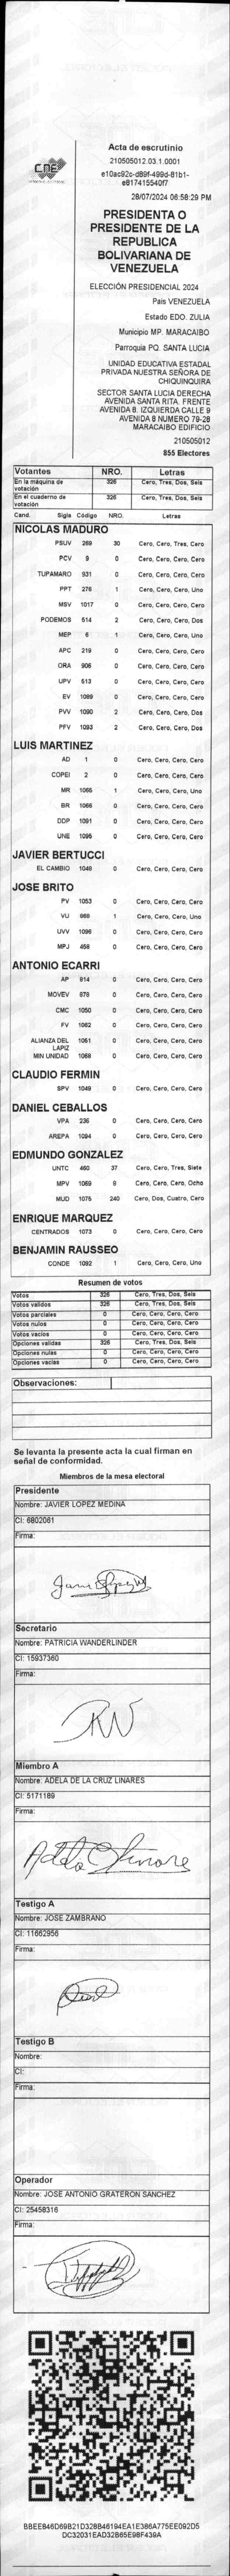 CNE
Acta de escrutinio
210505012.03.1.0001
e10ac92c-d89f-489d-81b1-
e817415540f7
28/07/2024 06:58:29 PM
PRESIDENTA O
PRESIDENTE DE LA
REPUBLICA
BOLIVARIANA DE
VENEZUELA
ELECCIÓN PRESIDENCIAL 2024
Pais VENEZUELA
Estado EDO. ZULIA
Municipio MP. MARACAIBO
Parroquia PQ. SANTA LUCIA
UNIDAD EDUCATIVA ESTADAL
PRIVADA NUESTRA SEÑORA DE
CHIQUINQUIRA
SECTOR SANTA LUCIA DERECHA
AVENIDA SANTA RITA. FRENTE
AVENIDA 8. IZQUIERDA CALLE 9
AVENIDA 8 NUMERO 79-28
MARACAIBO EDIFICIO
210505012
855 Electores
Votantes NRO. Letras
En la máquina de votación 326 Cero, Tres, Dos, Seis
En el cuaderno de votación 326 Cero, Tres, Dos, Seis
Cand. Sigla Código NRO. Letras
NICOLAS MADURO
PSUV 269 30 Cero, Cero, Tres, Cero
PCV 9 0 Cero, Cero, Cero, Cero
TUPAMARO 931 0 Cero, Cero, Cero, Cero
PPT 276 1 Cero, Cero, Cero, Uno
MSV 1017 0 Cero, Cero, Cero, Cero
PODEMOS 514 2 Cero, Cero, Cero, Dos
MEP 6 1 Cero, Cero, Cero, Uno
APC 219 0 Cero, Cero, Cero, Cero
ORA 906 0 Cero, Cero, Cero, Cero
UPV 513 0 Cero, Cero, Cero, Cero
EV 1089 0 Cero, Cero, Cero, Cero
PVV 1090 2 Cero, Cero, Cero, Dos
PFV 1093 2 Cero, Cero, Cero, Dos
LUIS MARTINEZ
AD 1 0 Cero, Cero, Cero, Cero
COPEI 2 0 Cero, Cero, Cero, Cero
MR 1065 1 Cero, Cero, Cero, Uno
BR 1066 0 Cero, Cero, Cero, Cero
DDP 1091 0 Cero, Cero, Cero, Cero
UNE 1095 0 Cero, Cero, Cero, Cero
JAVIER BERTUCCI
EL CAMBIO 1048 0 Cero, Cero, Cero, Cero
JOSE BRITO
PV 1053 0 Cero, Cero, Cero, Cero
VU 868 1 Cero, Cero, Cero, Uno
UVV 1096 0 Cero, Cero, Cero, Cero
MPJ 458 0 Cero, Cero, Cero, Cero
ANTONIO ECARRI
AP 914 0 Cero, Cero, Cero, Cero
MOVEV 878 0 Cero, Cero, Cero, Cero
CMC 1050 0 Cero, Cero, Cero, Cero
FV 1062 0 Cero, Cero, Cero, Cero
ALIANZA DEL LAPIZ 1061 0 Cero, Cero, Cero, Cero
MIN UNIDAD 1068 0 Cero, Cero, Cero, Cero
CLAUDIO FERMIN
SPV 1049 0 Cero, Cero, Cero, Cero
DANIEL CEBALLOS
VPA 236 0 Cero, Cero, Cero, Cero
AREPA 1094 0 Cero, Cero, Cero, Cero
EDMUNDO GONZALEZ
UNTC 460 37 Cero, Cero, Tres, Siete
MPV 1069 8 Cero, Cero, Cero, Ocho
MUD 1075 240 Cero, Dos, Cuatro, Cero
ENRIQUE MARQUEZ
CENTRADOS 1073 0 Cero, Cero, Cero, Cero
BENJAMIN RAUSSEO
CONDE 1092 1 Cero, Cero, Cero, Uno
Resumen de votos
Votos 326 Cero, Tres, Dos, Seis
Votos validos 326 Cero, Tres, Dos, Seis
Votos parciales 0 Cero, Cero, Cero, Cero
Votos nulos 0 Cero, Cero, Cero, Cero
Votos vacios 0 Cero, Cero, Cero, Cero
Opciones validas 326 Cero, Tres, Dos, Seis
Opciones nulas 0 Cero, Cero, Cero, Cero
Opciones vacias 0 Cero, Cero, Cero, Cero
Observaciones:
Se levanta la presente acta la cual firman en
señal de conformidad.
Miembros de la mesa electoral
Presidente
Nombre: JAVIER LOPEZ MEDINA
CI: 6802061
Firma:
Secretario
Nombre: PATRICIA WANDERLINDER
CI: 15937360
Firma:
Miembro A
Nombre: ADELA DE LA CRUZ LINARES
CI: 5171189
Firma:
Testigo A
Nombre: JOSE ZAMBRANO
CI: 11662956
Firma:
Testigo B
Nombre:
CI:
Firma:
Operador
Nombre: JOSE ANTONIO GRATERON SANCHEZ
CI: 25458316
Firma:
BBEE846D69B21D328B46194EA1E386A775EE092D5
DC32031EAD32B65E98F439A